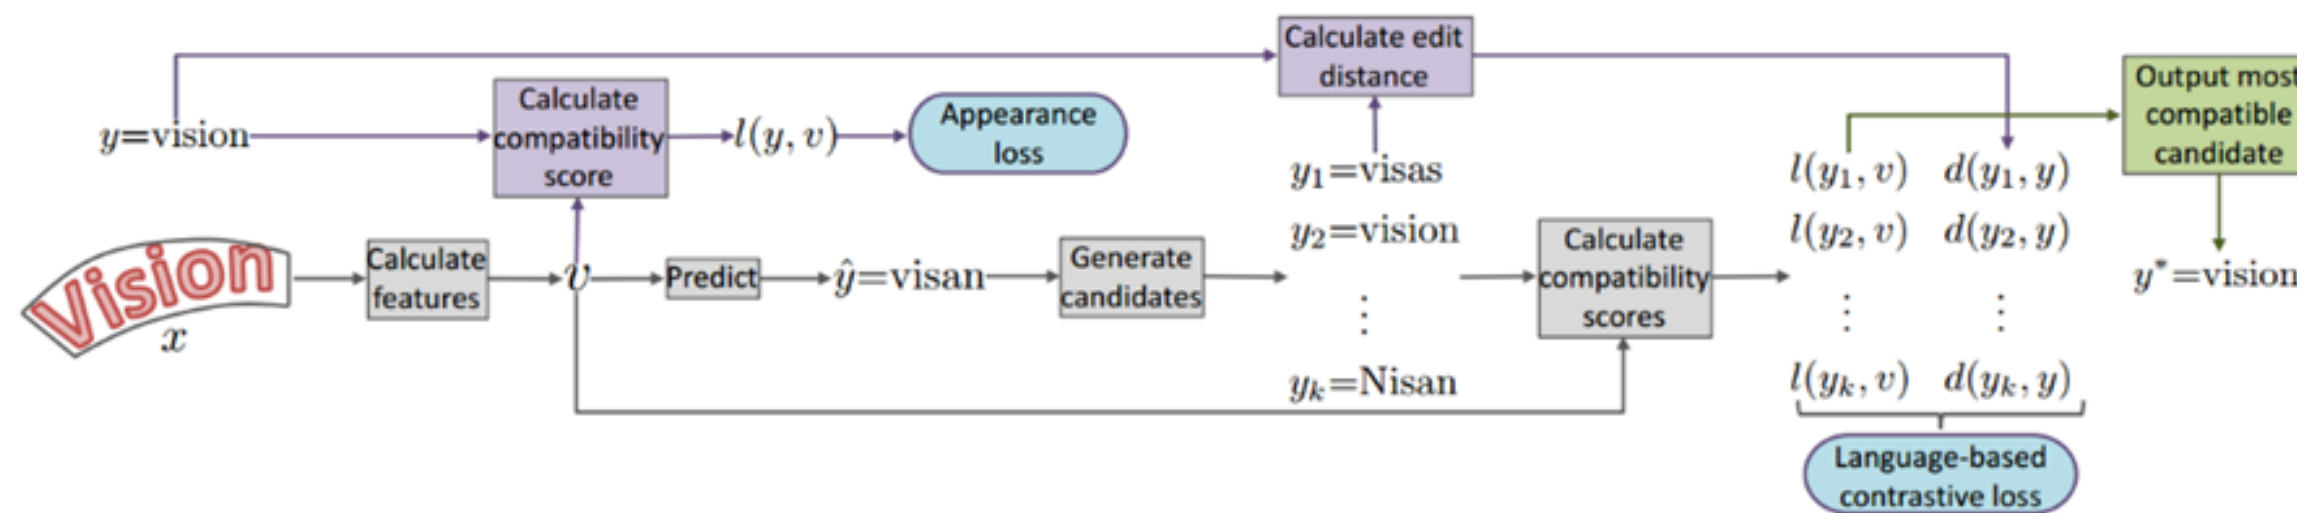 Calculate edit
distance
Output most
compatible
candidate
Calculate
compatibility
score
y=vision
l(y, v)
Appearance
loss
y₁=visas
y₂=vision
⋮
yₖ=Nisan
l(y₁, v) d(y₁, y)
l(y₂, v) d(y₂, y)
⋮ ⋮
l(yₖ, v) d(yₖ, y)
Vision
x
Calculate
features
v
Predict
ŷ=visan
Generate
candidates
Calculate
compatibility
scores
y*=vision
Language-based
contrastive loss